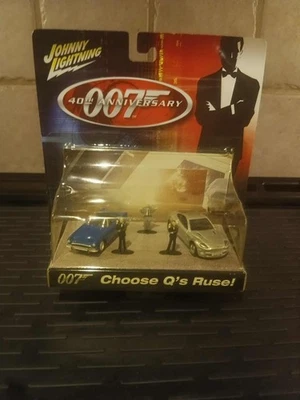 JOHNNY
LIGHTNING
40TH ANNIVERSARY
007
007 Choose Q's Ruse!